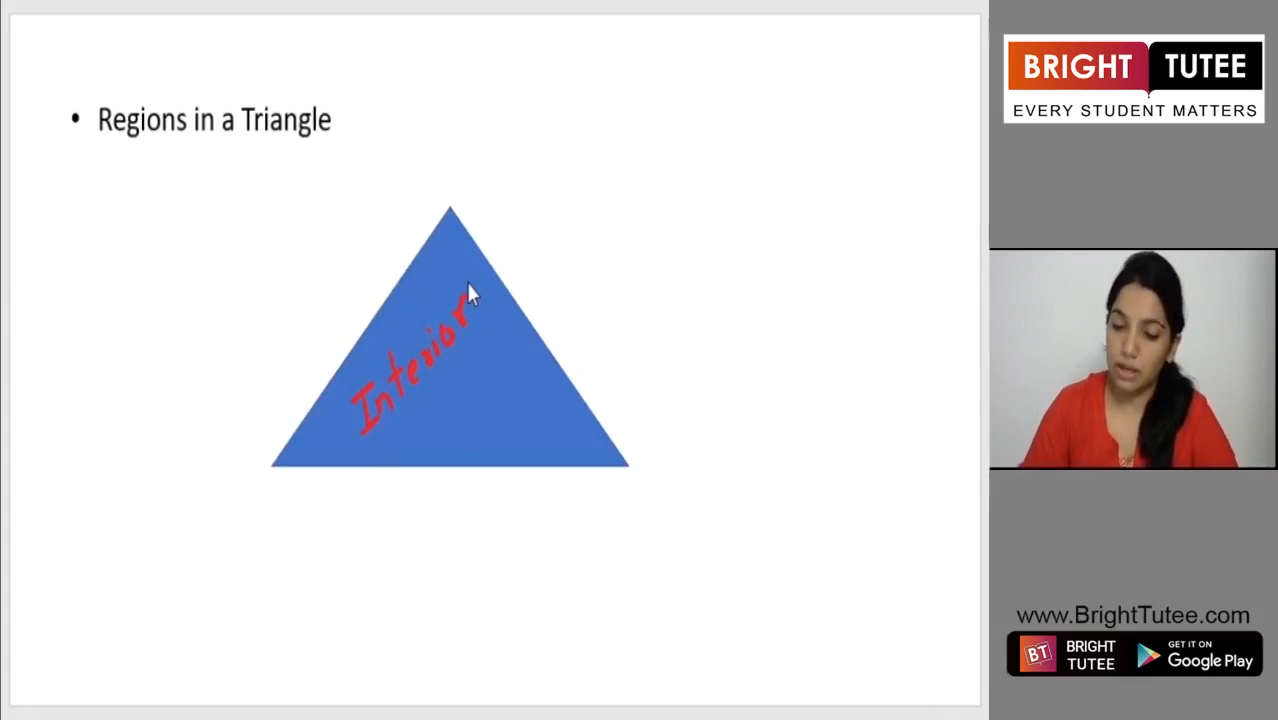 • Regions in a Triangle
Interior
BRIGHT TUTEE
EVERY STUDENT MATTERS
www.BrightTutee.com
BT
BRIGHT
TUTEE
GET IT ON
Google Play